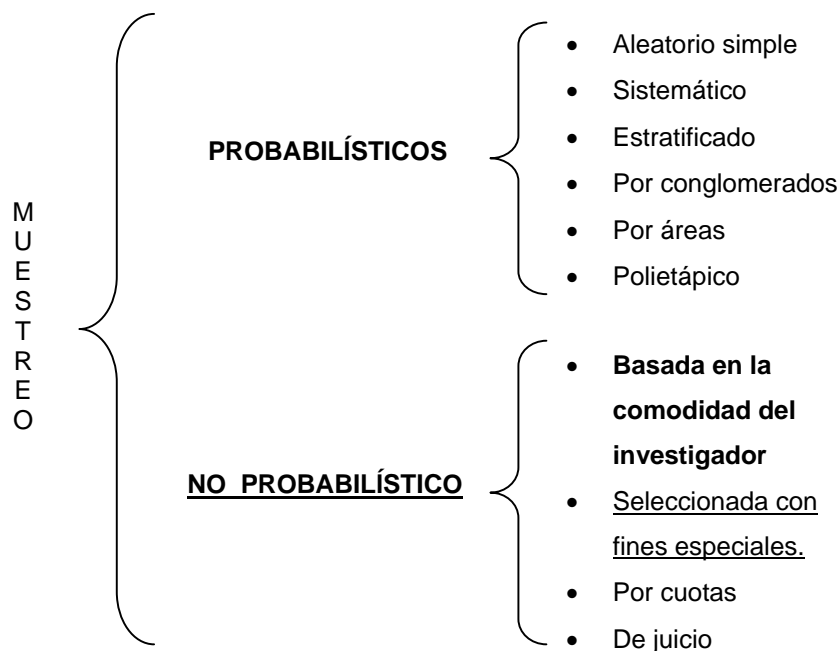 MUESTREO
PROBABILÍSTICOS
• Aleatorio simple
• Sistemático
• Estratificado
• Por conglomerados
• Por áreas
• Polietápico
NO PROBABILÍSTICO
• Basada en la
comodidad del
investigador
• Seleccionada con
fines especiales.
• Por cuotas
• De juicio